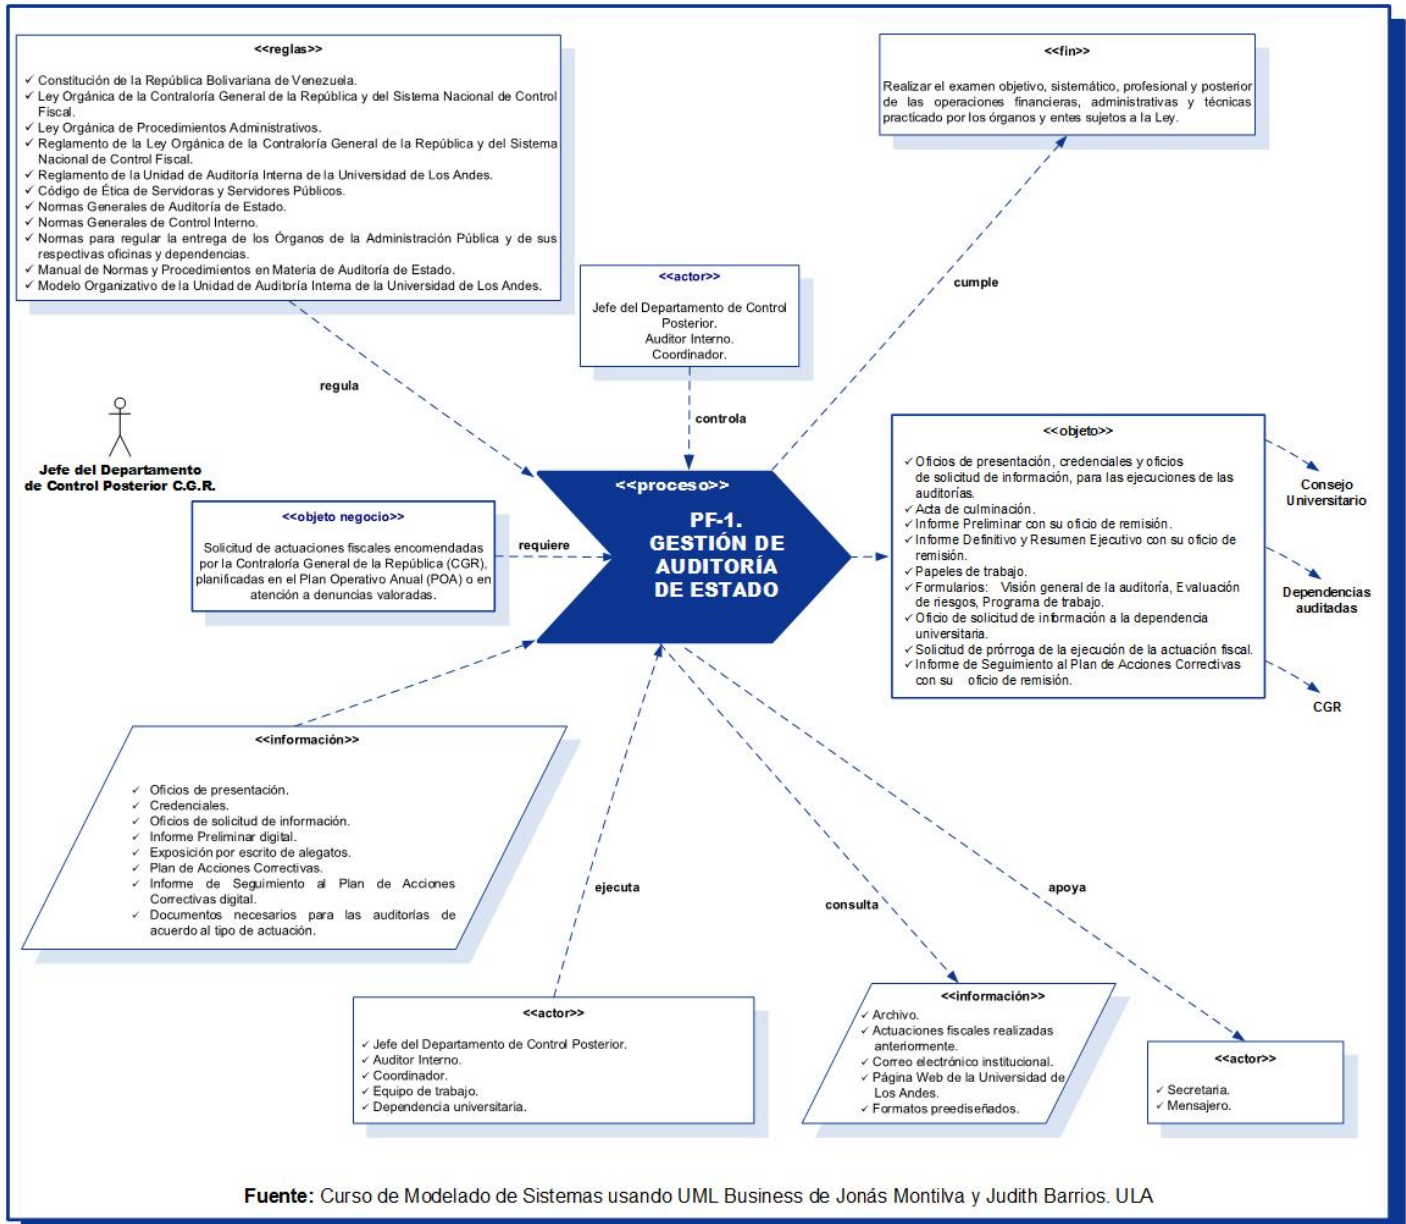 <<reglas>>
✓ Constitución de la República Bolivariana de Venezuela.
✓ Ley Orgánica de la Contraloría General de la República y del Sistema Nacional de Control
Fiscal.
✓ Ley Orgánica de Procedimientos Administrativos.
✓ Reglamento de la Ley Orgánica de la Contraloría General de la República y del Sistema
Nacional de Control Fiscal.
✓ Reglamento de la Unidad de Auditoría Interna de la Universidad de Los Andes.
✓ Código de Ética de Servidoras y Servidores Públicos.
✓ Normas Generales de Auditoría de Estado.
✓ Normas Generales de Control Interno.
✓ Normas para regular la entrega de los Órganos de la Administración Pública y de sus
respectivas oficinas y dependencias.
✓ Manual de Normas y Procedimientos en Materia de Auditoría de Estado.
✓ Modelo Organizativo de la Unidad de Auditoría Interna de la Universidad de Los Andes.
<<fin>>
Realizar el examen objetivo, sistemático, profesional y posterior
de las operaciones financieras, administrativas y técnicas
practicado por los órganos y entes sujetos a la Ley.
<<actor>>
Jefe del Departamento de Control
Posterior.
Auditor Interno.
Coordinador.
cumple
regula
controla
Jefe del Departamento
de Control Posterior C.G.R.
<<objeto negocio>>
Solicitud de actuaciones fiscales encomendadas
por la Contraloría General de la República (CGR),
planificadas en el Plan Operativo Anual (POA) o en
atención a denuncias valoradas.
requiere
<<proceso>>
PF-1.
GESTIÓN DE
AUDITORÍA
DE ESTADO
<<objeto>>
✓ Oficios de presentación, credenciales y oficios
de solicitud de información, para las ejecuciones de las
auditorías.
✓ Acta de culminación.
✓ Informe Preliminar con su oficio de remisión.
✓ Informe Definitivo y Resumen Ejecutivo con su oficio de
remisión.
✓ Papeles de trabajo.
✓ Formularios: Visión general de la auditoría, Evaluación
de riesgos, Programa de trabajo.
✓ Oficio de solicitud de información a la dependencia
universitaria.
✓ Solicitud de prórroga de la ejecución de la actuación fiscal.
✓ Informe de Seguimiento al Plan de Acciones Correctivas
con su oficio de remisión.
Consejo
Universitario
Dependencias
auditadas
CGR
<<información>>
✓ Oficios de presentación.
✓ Credenciales.
✓ Oficios de solicitud de información.
✓ Informe Preliminar digital.
✓ Exposición por escrito de alegatos.
✓ Plan de Acciones Correctivas.
✓ Informe de Seguimiento al Plan de Acciones
Correctivas digital.
✓ Documentos necesarios para las auditorías de
acuerdo al tipo de actuación.
ejecuta
consulta
apoya
<<actor>>
✓ Jefe del Departamento de Control Posterior.
✓ Auditor Interno.
✓ Coordinador.
✓ Equipo de trabajo.
✓ Dependencia universitaria.
<<información>>
✓ Archivo.
✓ Actuaciones fiscales realizadas
anteriormente.
✓ Correo electrónico institucional.
✓ Página Web de la Universidad de
Los Andes.
✓ Formatos preediseñados.
<<actor>>
✓ Secretaria.
✓ Mensajero.
Fuente: Curso de Modelado de Sistemas usando UML Business de Jonás Montilva y Judith Barrios. ULA